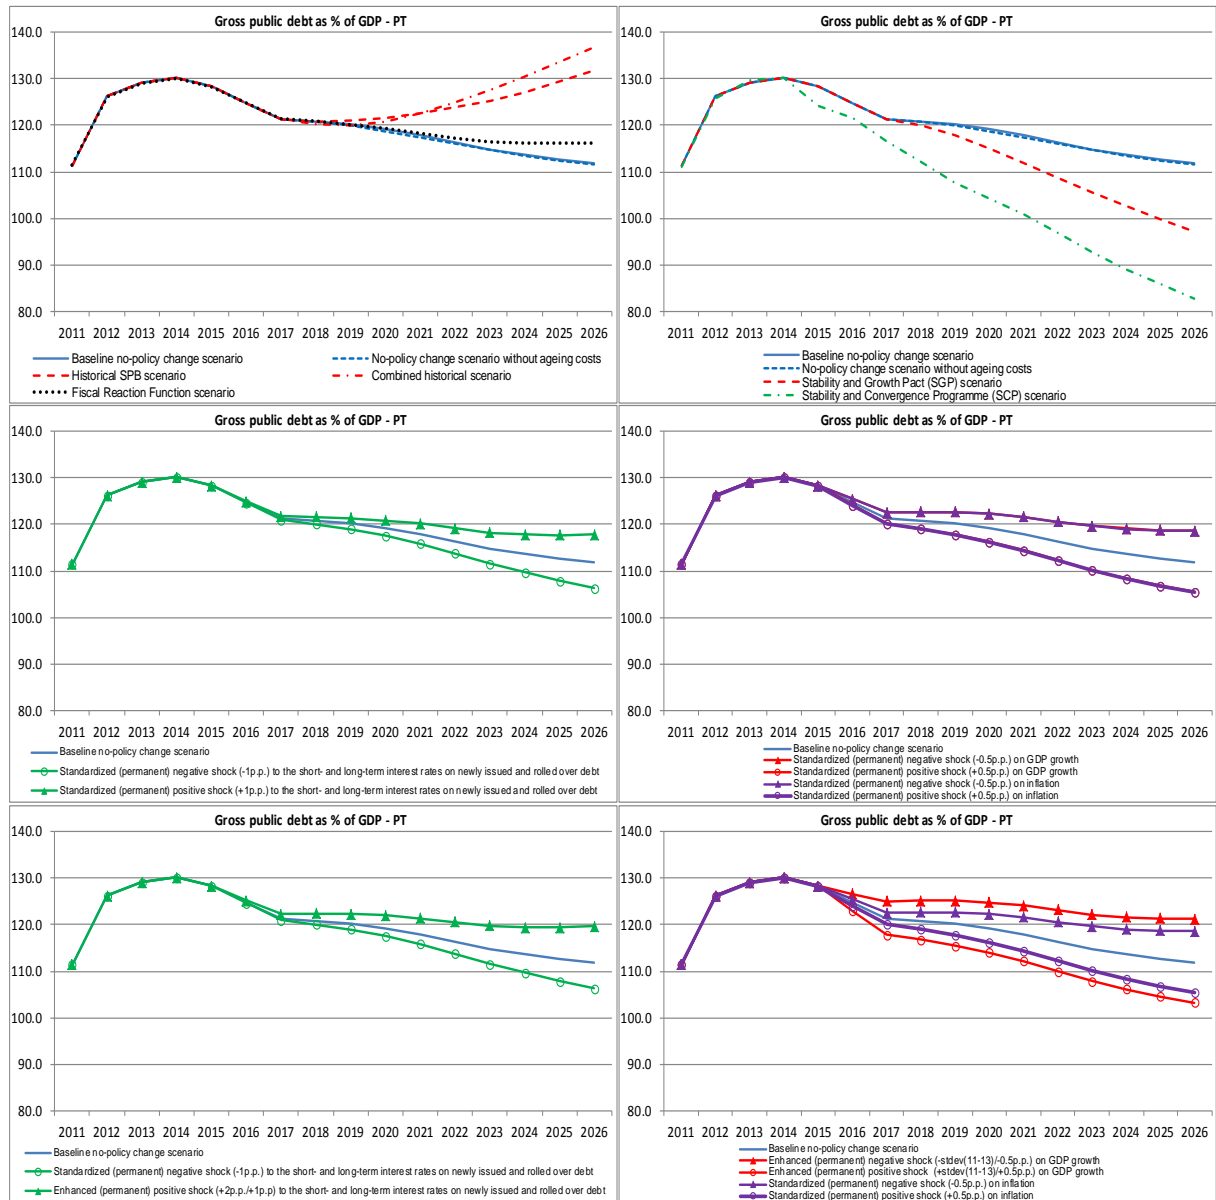 Gross public debt as % of GDP - PT
140.0
130.0
120.0
110.0
100.0
90.0
80.0
2011 2012 2013 2014 2015 2016 2017 2018 2019 2020 2021 2022 2023 2024 2025 2026
Baseline no-policy change scenario
No-policy change scenario without ageing costs
Historical SPB scenario
Combined historical scenario
Fiscal Reaction Function scenario
Gross public debt as % of GDP - PT
140.0
130.0
120.0
110.0
100.0
90.0
80.0
2011 2012 2013 2014 2015 2016 2017 2018 2019 2020 2021 2022 2023 2024 2025 2026
Baseline no-policy change scenario
No-policy change scenario without ageing costs
Stability and Growth Pact (SGP) scenario
Stability and Convergence Programme (SCP) scenario
Gross public debt as % of GDP - PT
140.0
130.0
120.0
110.0
100.0
90.0
80.0
2011 2012 2013 2014 2015 2016 2017 2018 2019 2020 2021 2022 2023 2024 2025 2026
Baseline no-policy change scenario
Standardized (permanent) negative shock (-1p.p.) to the short- and long-term interest rates on newly issued and rolled over debt
Standardized (permanent) positive shock (+1p.p.) to the short- and long-term interest rates on newly issued and rolled over debt
Gross public debt as % of GDP - PT
140.0
130.0
120.0
110.0
100.0
90.0
80.0
2011 2012 2013 2014 2015 2016 2017 2018 2019 2020 2021 2022 2023 2024 2025 2026
Baseline no-policy change scenario
Standardized (permanent) negative shock (-0.5p.p.) on GDP growth
Standardized (permanent) positive shock (+0.5p.p.) on GDP growth
Standardized (permanent) negative shock (-0.5p.p.) on inflation
Standardized (permanent) positive shock (+0.5p.p.) on inflation
Gross public debt as % of GDP - PT
140.0
130.0
120.0
110.0
100.0
90.0
80.0
2011 2012 2013 2014 2015 2016 2017 2018 2019 2020 2021 2022 2023 2024 2025 2026
Baseline no-policy change scenario
Standardized (permanent) negative shock (-1p.p.) to the short- and long-term interest rates on newly issued and rolled over debt
Enhanced (permanent) positive shock (+2p.p./+1p.p) to the short- and long-term interest rates on newly issued and rolled over debt
Gross public debt as % of GDP - PT
140.0
130.0
120.0
110.0
100.0
90.0
80.0
2011 2012 2013 2014 2015 2016 2017 2018 2019 2020 2021 2022 2023 2024 2025 2026
Baseline no-policy change scenario
Enhanced (permanent) negative shock (-stdev(11-13)/-0.5p.p.) on GDP growth
Enhanced (permanent) positive shock (+stdev(11-13)/+0.5p.p.) on GDP growth
Standardized (permanent) negative shock (-0.5p.p.) on inflation
Standardized (permanent) positive shock (+0.5p.p.) on inflation